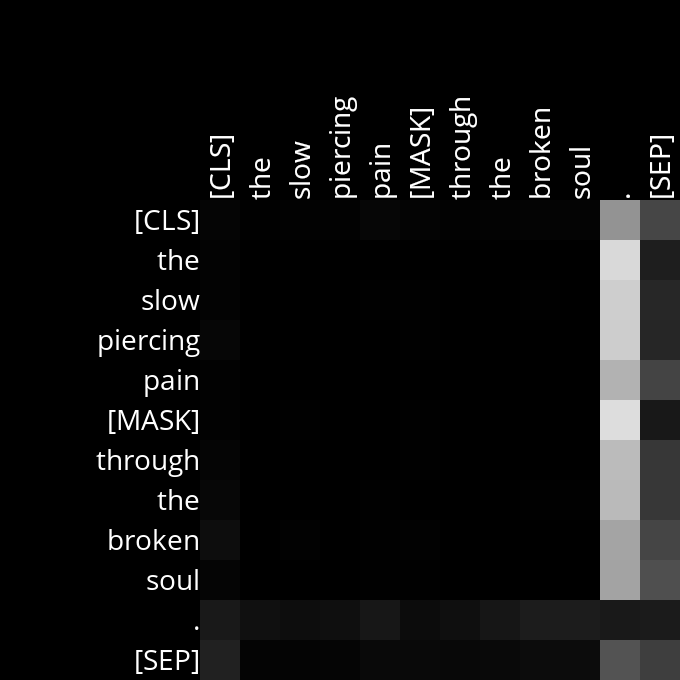 [CLS]
the
slow
piercing
pain
[MASK]
through
the
broken
soul
.
[SEP]
[CLS]
the
slow
piercing
pain
[MASK]
through
the
broken
soul
.
[SEP]